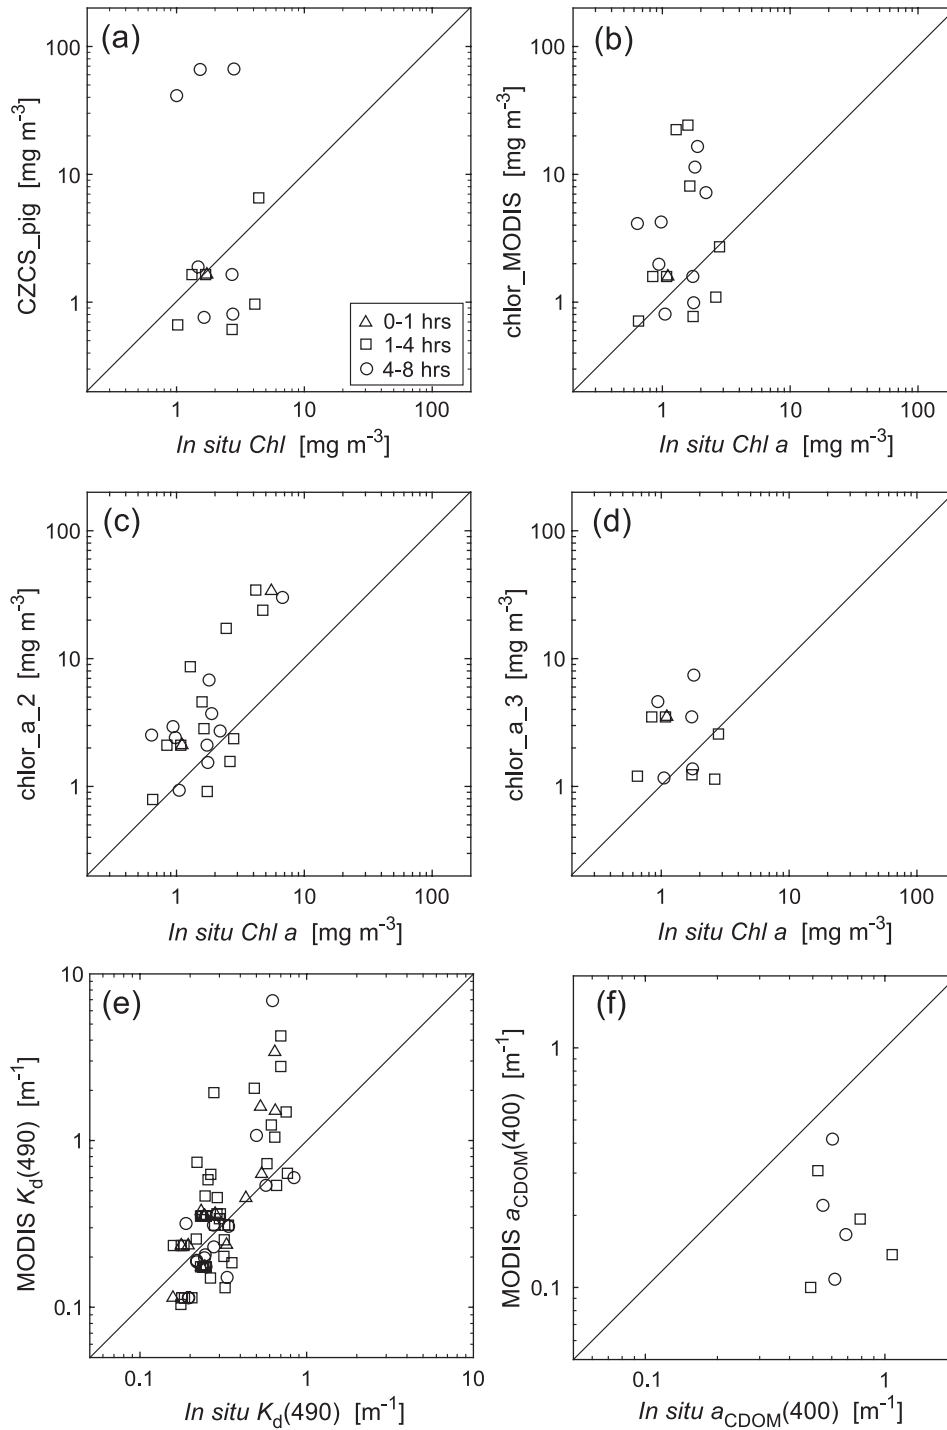 (a)
100
10
1
CZCS_pig [mg m-3]
△ 0-1 hrs
□ 1-4 hrs
○ 4-8 hrs
1 10 100
In situ Chl [mg m-3]
(b)
100
10
1
chlor_MODIS [mg m-3]
1 10 100
In situ Chl a [mg m-3]
(c)
100
10
1
chlor_a_2 [mg m-3]
1 10 100
In situ Chl a [mg m-3]
(d)
100
10
1
chlor_a_3 [mg m-3]
1 10 100
In situ Chl a [mg m-3]
(e)
10
1
0.1
MODIS Kd(490) [m-1]
0.1 1 10
In situ Kd(490) [m-1]
(f)
1
0.1
MODIS aCDOM(400) [m-1]
0.1 1
In situ aCDOM(400) [m-1]